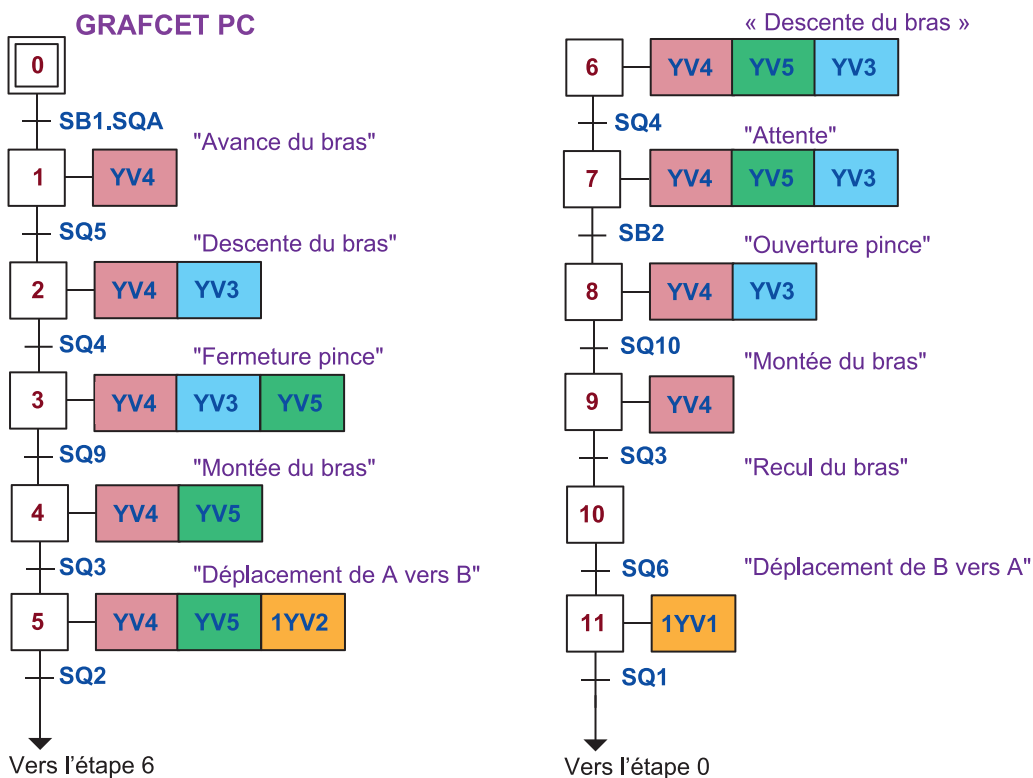 GRAFCET PC
0
SB1.SQA
"Avance du bras"
1 YV4
SQ5
"Descente du bras"
2 YV4 YV3
SQ4
"Fermeture pince"
3 YV4 YV3 YV5
SQ9
"Montée du bras"
4 YV4 YV5
SQ3
"Déplacement de A vers B"
5 YV4 YV5 1YV2
SQ2
Vers l'étape 6
« Descente du bras »
6 YV4 YV5 YV3
SQ4
"Attente"
7 YV4 YV5 YV3
SB2
"Ouverture pince"
8 YV4 YV3
SQ10
"Montée du bras"
9 YV4
SQ3
"Recul du bras"
10
SQ6
"Déplacement de B vers A"
11 1YV1
SQ1
Vers l'étape 0